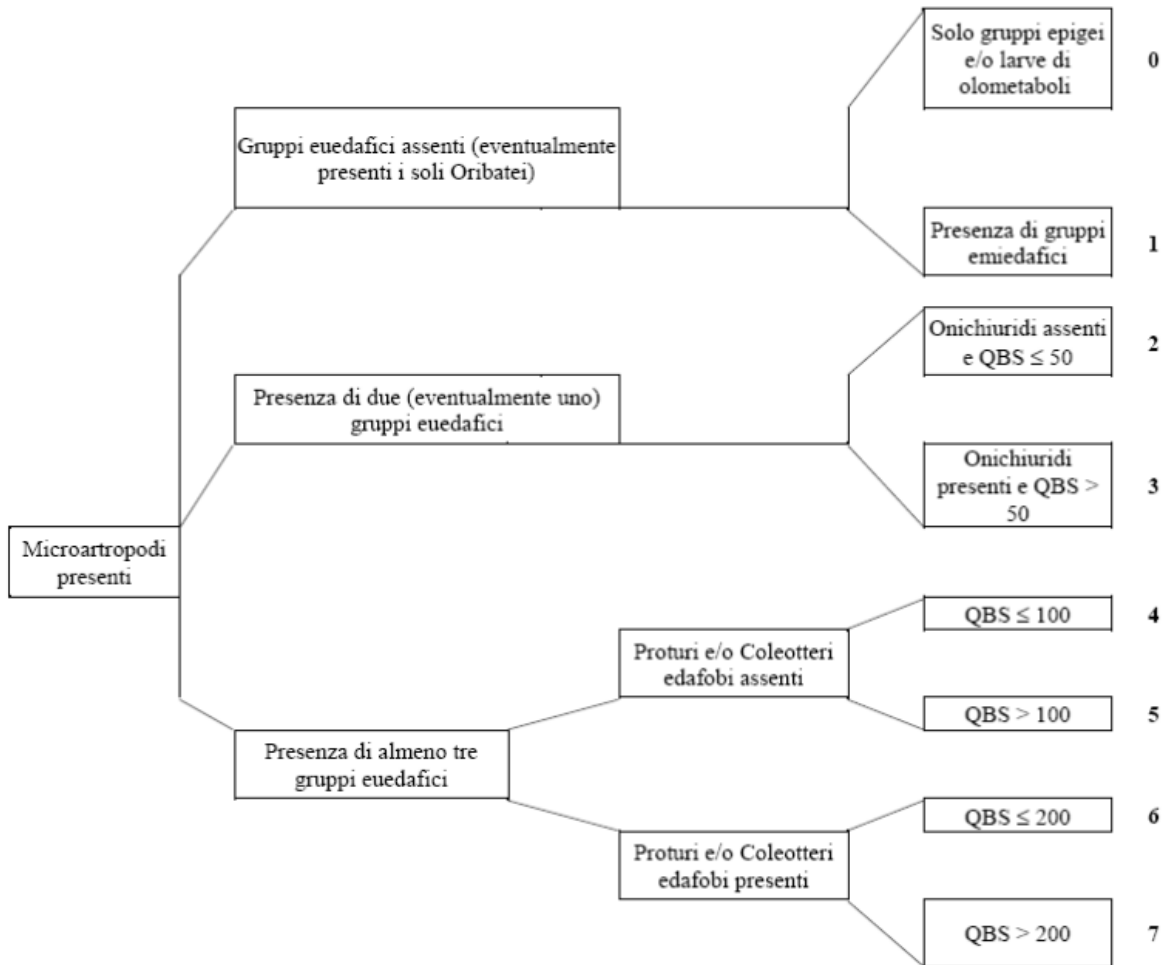 Solo gruppi epigei
e/o larve di
olometaboli
0
Gruppi euedafici assenti (eventualmente
presenti i soli Oribatei)
Presenza di gruppi
emiedafici
1
Onichiuridi assenti
e QBS ≤ 50
2
Presenza di due (eventualmente uno)
gruppi euedafici
Onichiuridi
presenti e QBS >
50
3
Microartropodi
presenti
QBS ≤ 100
4
Proturi e/o Coleotteri
edafobi assenti
QBS > 100
5
Presenza di almeno tre
gruppi euedafici
QBS ≤ 200
6
Proturi e/o Coleotteri
edafobi presenti
QBS > 200
7